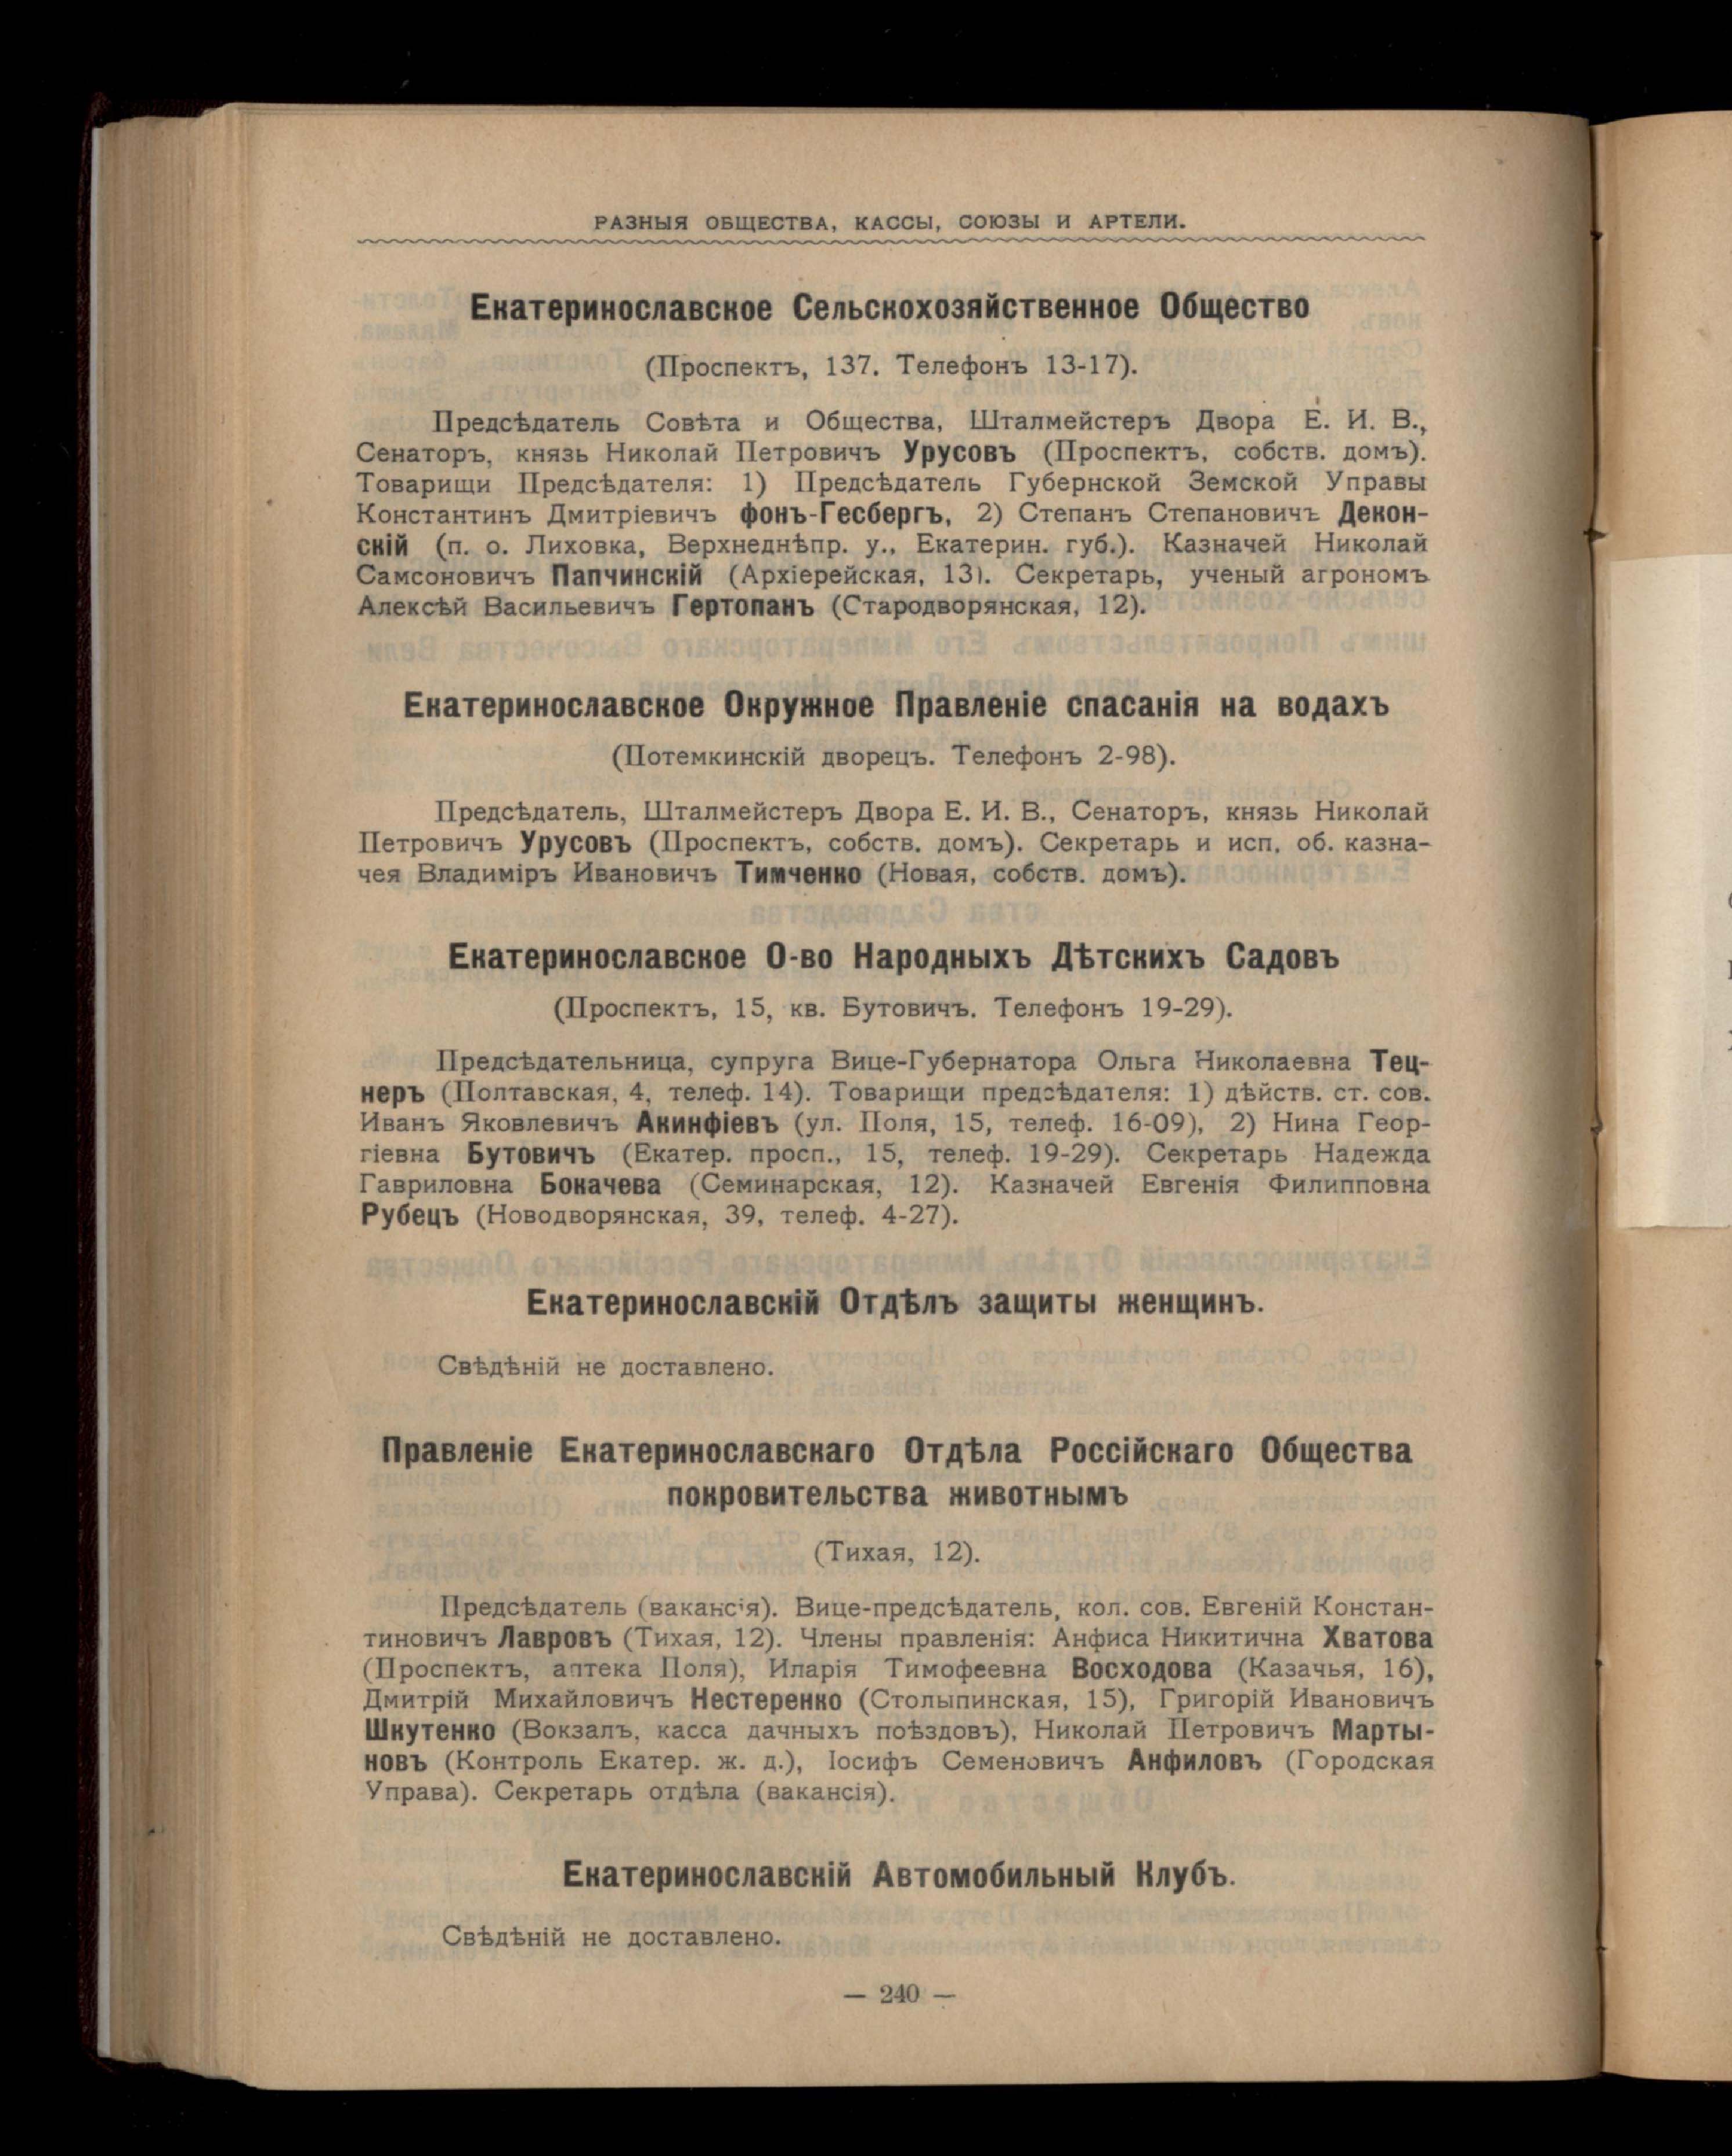 РАЗНЫЯ ОБЩЕСТВА, КАССЫ, СОЮЗЫ И АРТЕЛИ.
Екатеринославское Сельскохозяйственное Общество
(Проспектъ, 137. Телефонъ 13-17).
Предсѣдатель Совѣта и Общества, Шталмейстеръ Двора Е. И. В.,
Сенаторъ, князь Николай Петровичъ Урусовъ (Проспектъ, собств. домъ).
Товарищи Предсѣдателя: 1) Предсѣдатель Губернской Земской Управы
Константинъ Дмитріевичъ фонъ-Гесбергъ, 2) Степанъ Степановичъ Декон-
скій (п. о. Лиховка, Верхнеднѣпр. у., Екатерин. губ.). Казначей Николай
Самсоновичъ Папчинскій (Архіерейская, 13). Секретарь, ученый агрономъ
Алексѣй Васильевичъ Гертопанъ (Стародворянская, 12).
Екатеринославское Окружное Правленіе спасанія на водахъ
(Потемкинскій дворецъ. Телефонъ 2-98).
Предсѣдатель, Шталмейстеръ Двора Е. И. В., Сенаторъ, князь Николай
Петровичъ Урусовъ (Проспектъ, собств. домъ). Секретарь и исп. об. казна-
чея Владиміръ Ивановичъ Тимченко (Новая, собств. домъ).
Екатеринославское О-во Народныхъ Дѣтскихъ Садовъ
(Проспектъ, 15, кв. Бутовичъ. Телефонъ 19-29).
Предсѣдательница, супруга Вице-Губернатора Ольга Николаевна Тец-
неръ (Полтавская, 4, телеф. 14). Товарищи предсѣдателя: 1) дѣйств. ст. сов.
Иванъ Яковлевичъ Акинфіевъ (ул. Поля, 15, телеф. 16-09), 2) Нина Геор-
гіевна Бутовичъ (Екатер. просп., 15, телеф. 19-29). Секретарь Надежда
Гавриловна Бокачева (Семинарская, 12). Казначей Евгенія Филипповна
Рубецъ (Новодворянская, 39, телеф. 4-27).
Екатеринославскій Отдѣлъ защиты женщинъ.
Свѣдѣній не доставлено.
Правленіе Екатеринославскаго Отдѣла Россійскаго Общества
покровительства животнымъ
(Тихая, 12).
Предсѣдатель (вакансія). Вице-предсѣдатель, кол. сов. Евгеній Констан-
тиновичъ Лавровъ (Тихая, 12). Члены правленія: Анфиса Никитична Хватова
(Проспектъ, аптека Поля), Иларія Тимофеевна Восходова (Казачья, 16),
Дмитрій Михайловичъ Нестеренко (Столыпинская, 15), Григорій Ивановичъ
Шкутенко (Вокзалъ, касса дачныхъ поѣздовъ), Николай Петровичъ Марты-
новъ (Контроль Екатер. ж. д.), Іосифъ Семеновичъ Анфиловъ (Городская
Управа). Секретарь отдѣла (вакансія).
Екатеринославскій Автомобильный Клубъ.
Свѣдѣній не доставлено.
— 240 —